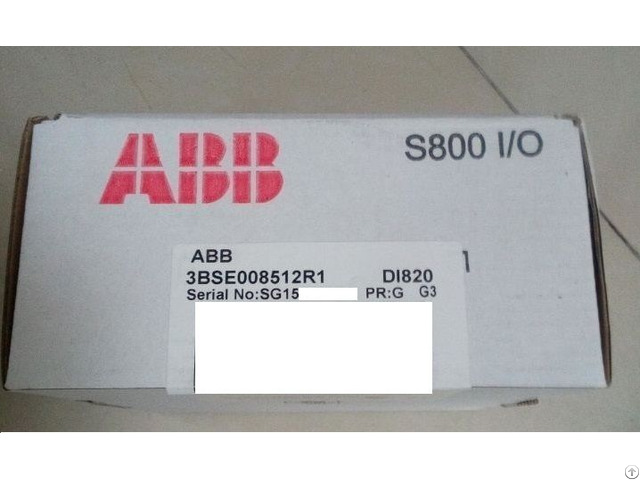 ABB
S800 I/O
ABB
3BSE008512R1 DI820
Serial No:SG15 PR:G G3